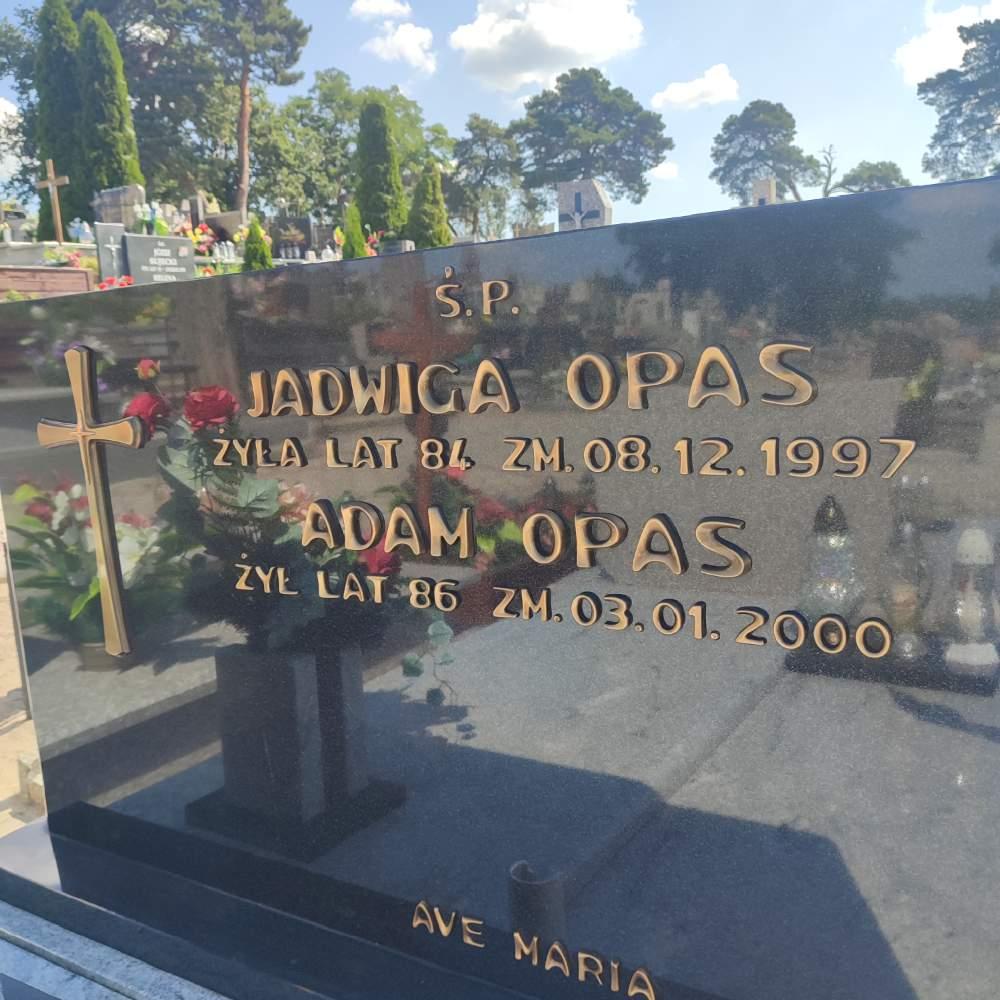 Ś.P.
JADWIGA OPAS
ŻYŁA LAT 84 ZM. 08.12.1997
ADAM OPAS
ŻYŁ LAT 86 ZM. 03.01.2000
AVE MARIA